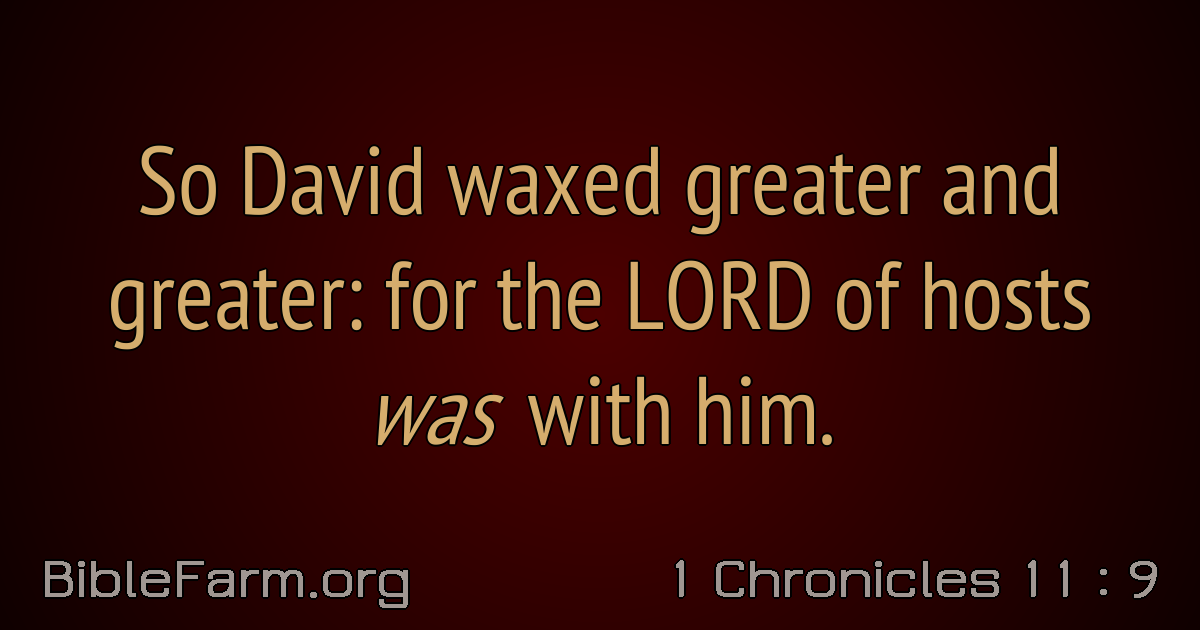 So David waxed greater and
greater: for the LORD of hosts
was with him.
BibleFarm.org
1 Chronicles 11 : 9